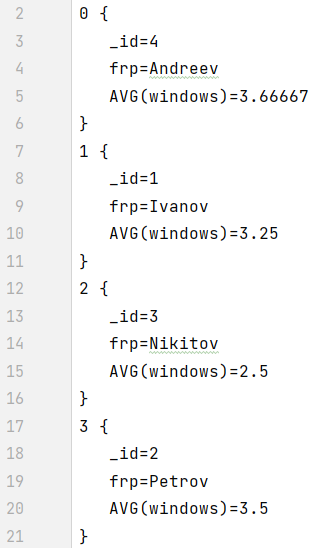 2 0 {
3 _id=4
4 frp=Andreev
5 AVG(windows)=3.66667
6 }
7 1 {
8 _id=1
9 frp=Ivanov
10 AVG(windows)=3.25
11 }
12 2 {
13 _id=3
14 frp=Nikitov
15 AVG(windows)=2.5
16 }
17 3 {
18 _id=2
19 frp=Petrov
20 AVG(windows)=3.5
21 }